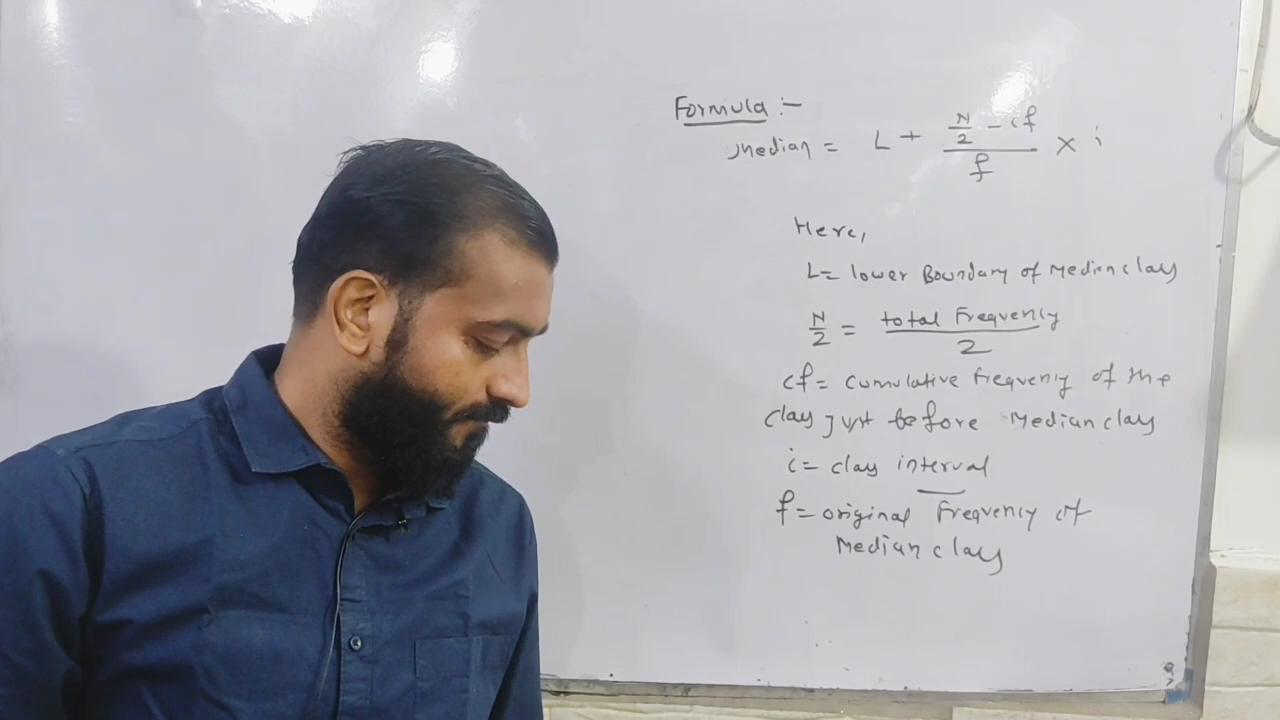 Formula :-
Median = L + (N/2 - cf)/f × i
Here,
L = lower Boundary of Median class
N/2 = total Frequency/2
cf = cumulative frequency of the
class just before Median class
i = class interval
f = original Frequency of
Median class